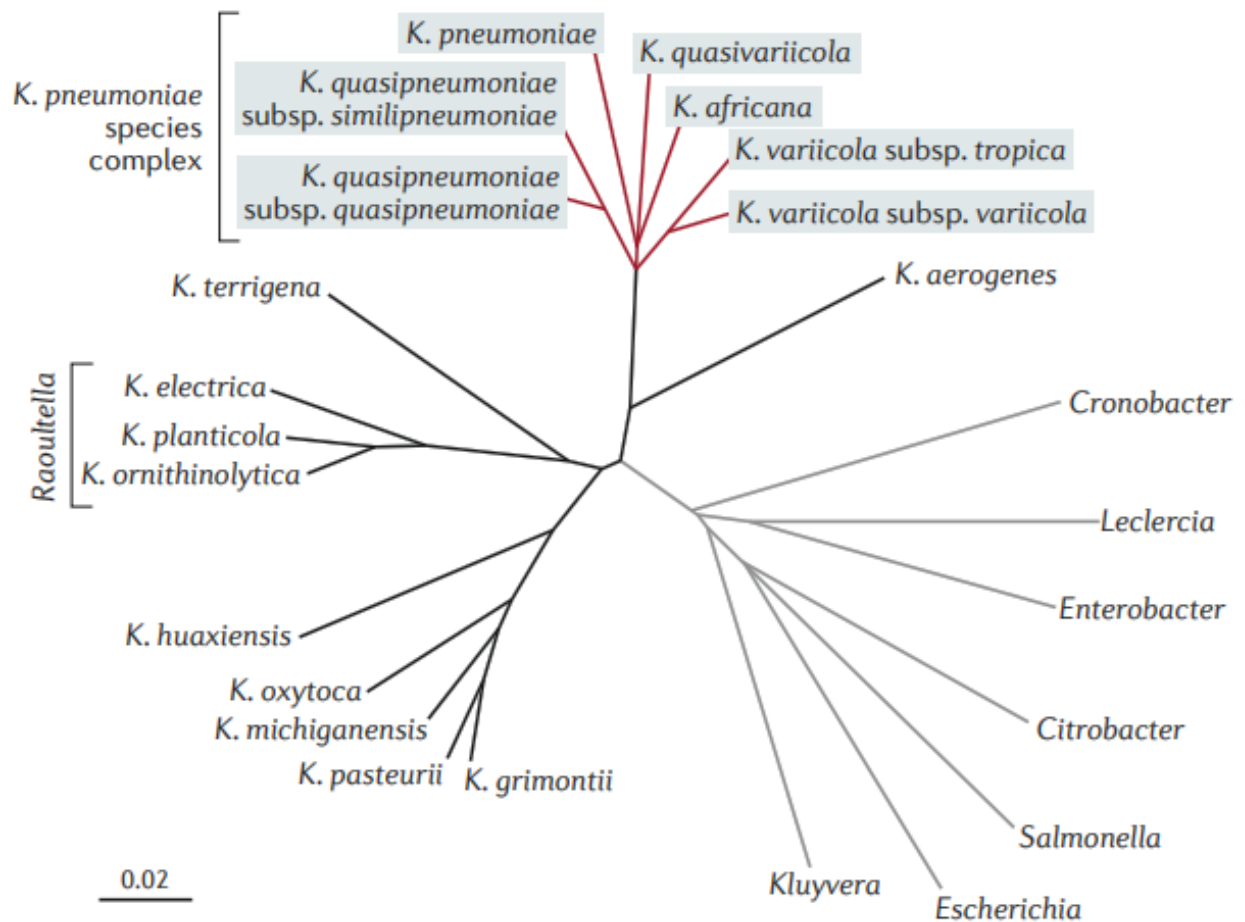 K. pneumoniae
species
complex
K. pneumoniae
K. quasivariicola
K. quasipneumoniae
subsp. similipneumoniae
K. africana
K. variicola subsp. tropica
K. quasipneumoniae
subsp. quasipneumoniae
K. variicola subsp. variicola
K. terrigena
K. aerogenes
Raoultella
K. electrica
K. planticola
K. ornithinolytica
Cronobacter
Leclercia
Enterobacter
K. huaxiensis
K. oxytoca
K. michiganensis
K. pasteurii
K. grimontii
Citrobacter
Salmonella
Kluyvera
Escherichia
0.02